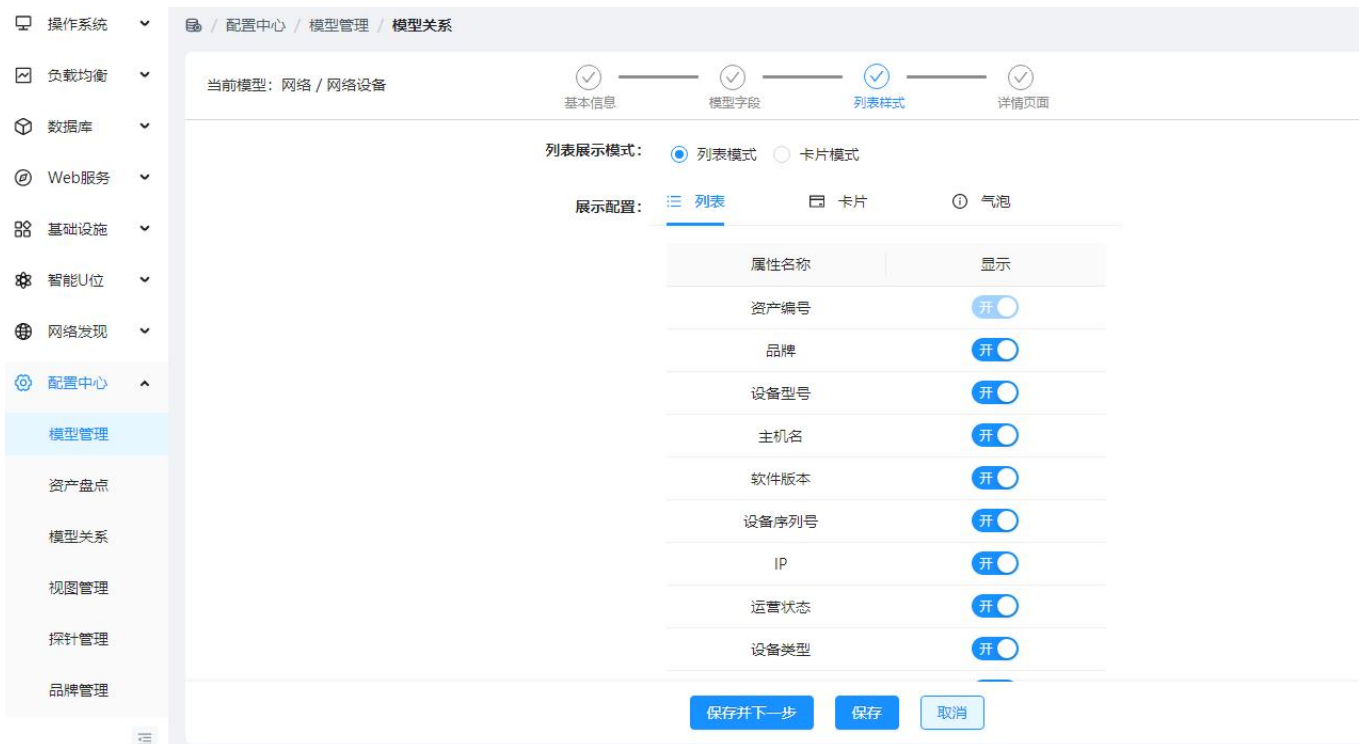 操作系统
负载均衡
数据库
Web服务
基础设施
智能U位
网络发现
配置中心
模型管理
资产盘点
模型关系
视图管理
探针管理
品牌管理
/ 配置中心 / 模型管理 / 模型关系
当前模型：网络 / 网络设备
基本信息 模型字段 列表样式 详情页面
列表展示模式： 列表模式 卡片模式
展示配置： 列表 卡片 气泡
属性名称 显示
资产编号 开
品牌 开
设备型号 开
主机名 开
软件版本 开
设备序列号 开
IP 开
运营状态 开
设备类型 开
保存并下一步 保存 取消